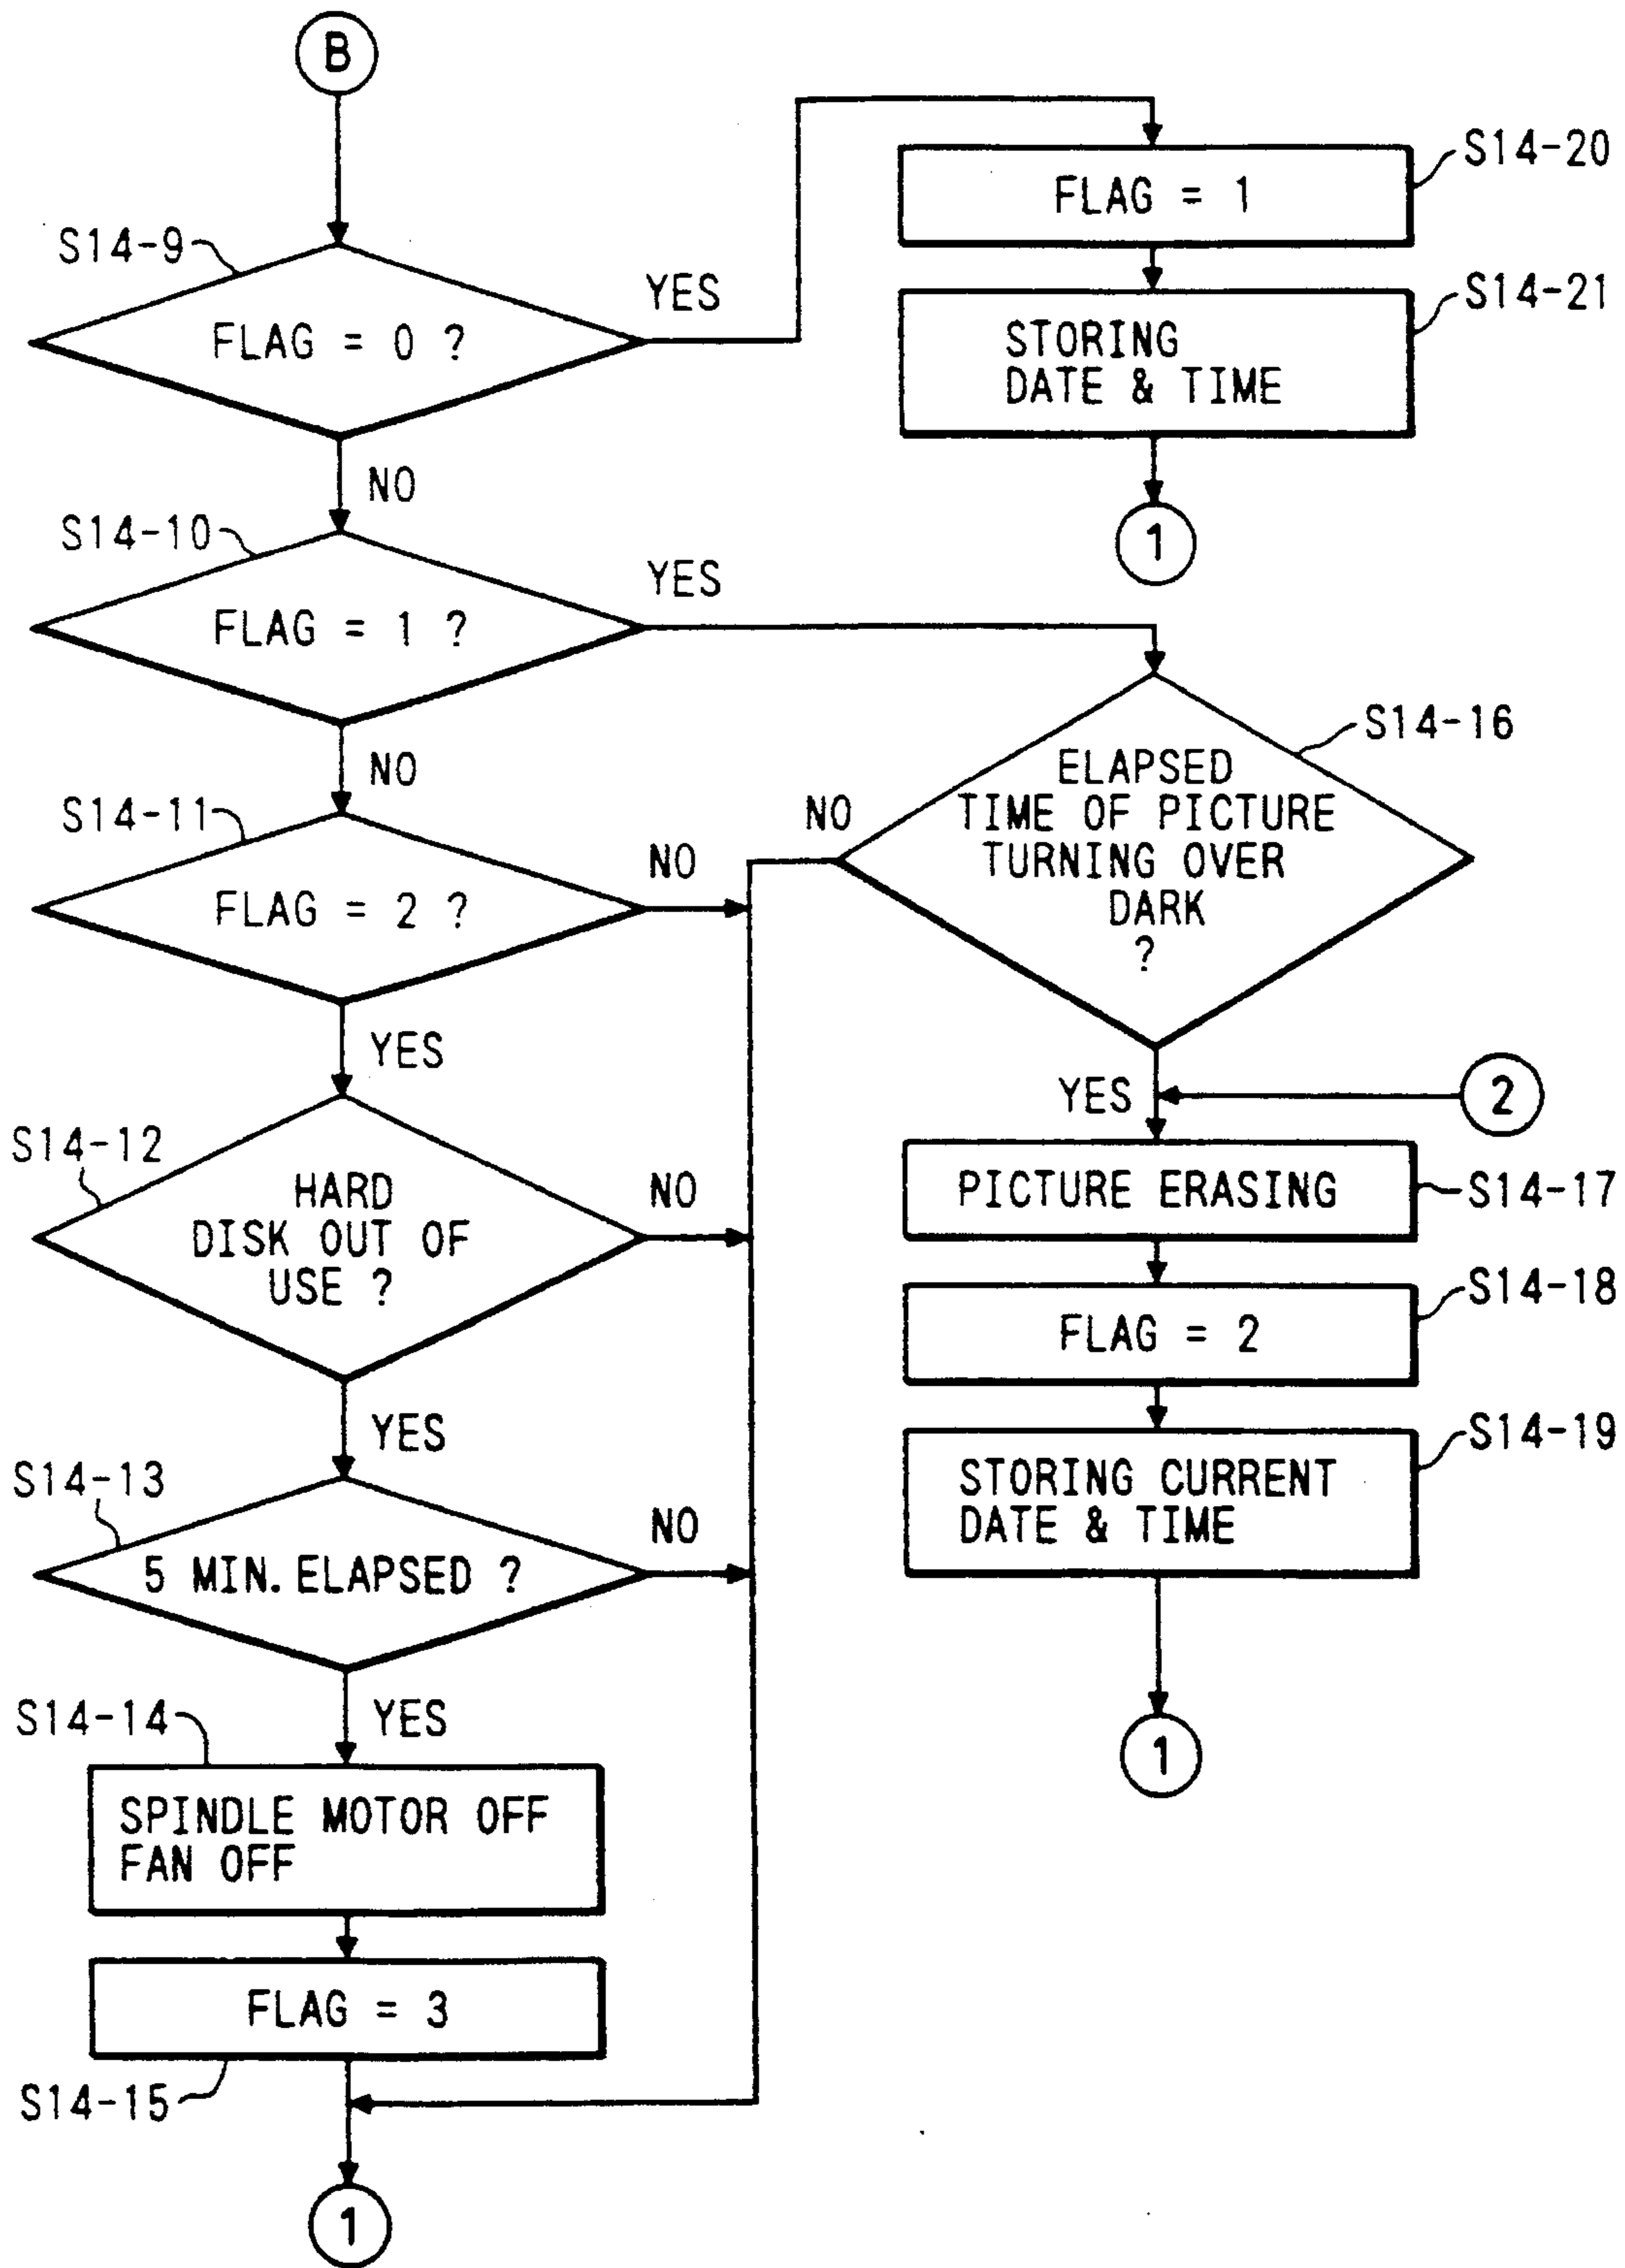 B
S14-9
FLAG = 0 ?
YES
NO
S14-20
FLAG = 1
S14-21
STORING
DATE & TIME
1
S14-10
FLAG = 1 ?
YES
NO
S14-11
FLAG = 2 ?
NO
YES
S14-16
ELAPSED
TIME OF PICTURE
TURNING OVER
DARK
?
NO
YES
2
S14-12
HARD
DISK OUT OF
USE ?
NO
YES
PICTURE ERASING
S14-17
FLAG = 2
S14-18
STORING CURRENT
DATE & TIME
S14-19
1
S14-13
5 MIN. ELAPSED ?
NO
YES
S14-14
SPINDLE MOTOR OFF
FAN OFF
FLAG = 3
S14-15
1